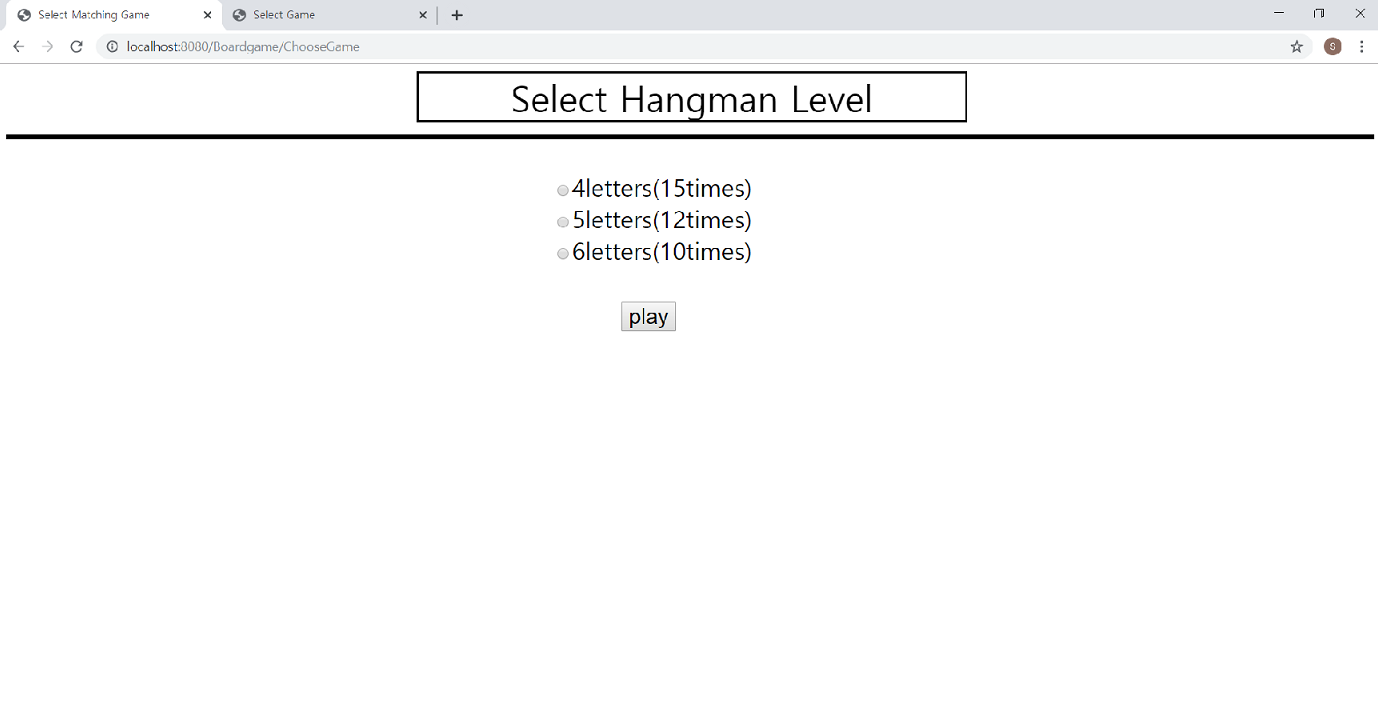 Select Matching Game
Select Game
localhost:8080/Boardgame/ChooseGame
S
Select Hangman Level
4letters(15times)
5letters(12times)
6letters(10times)
play